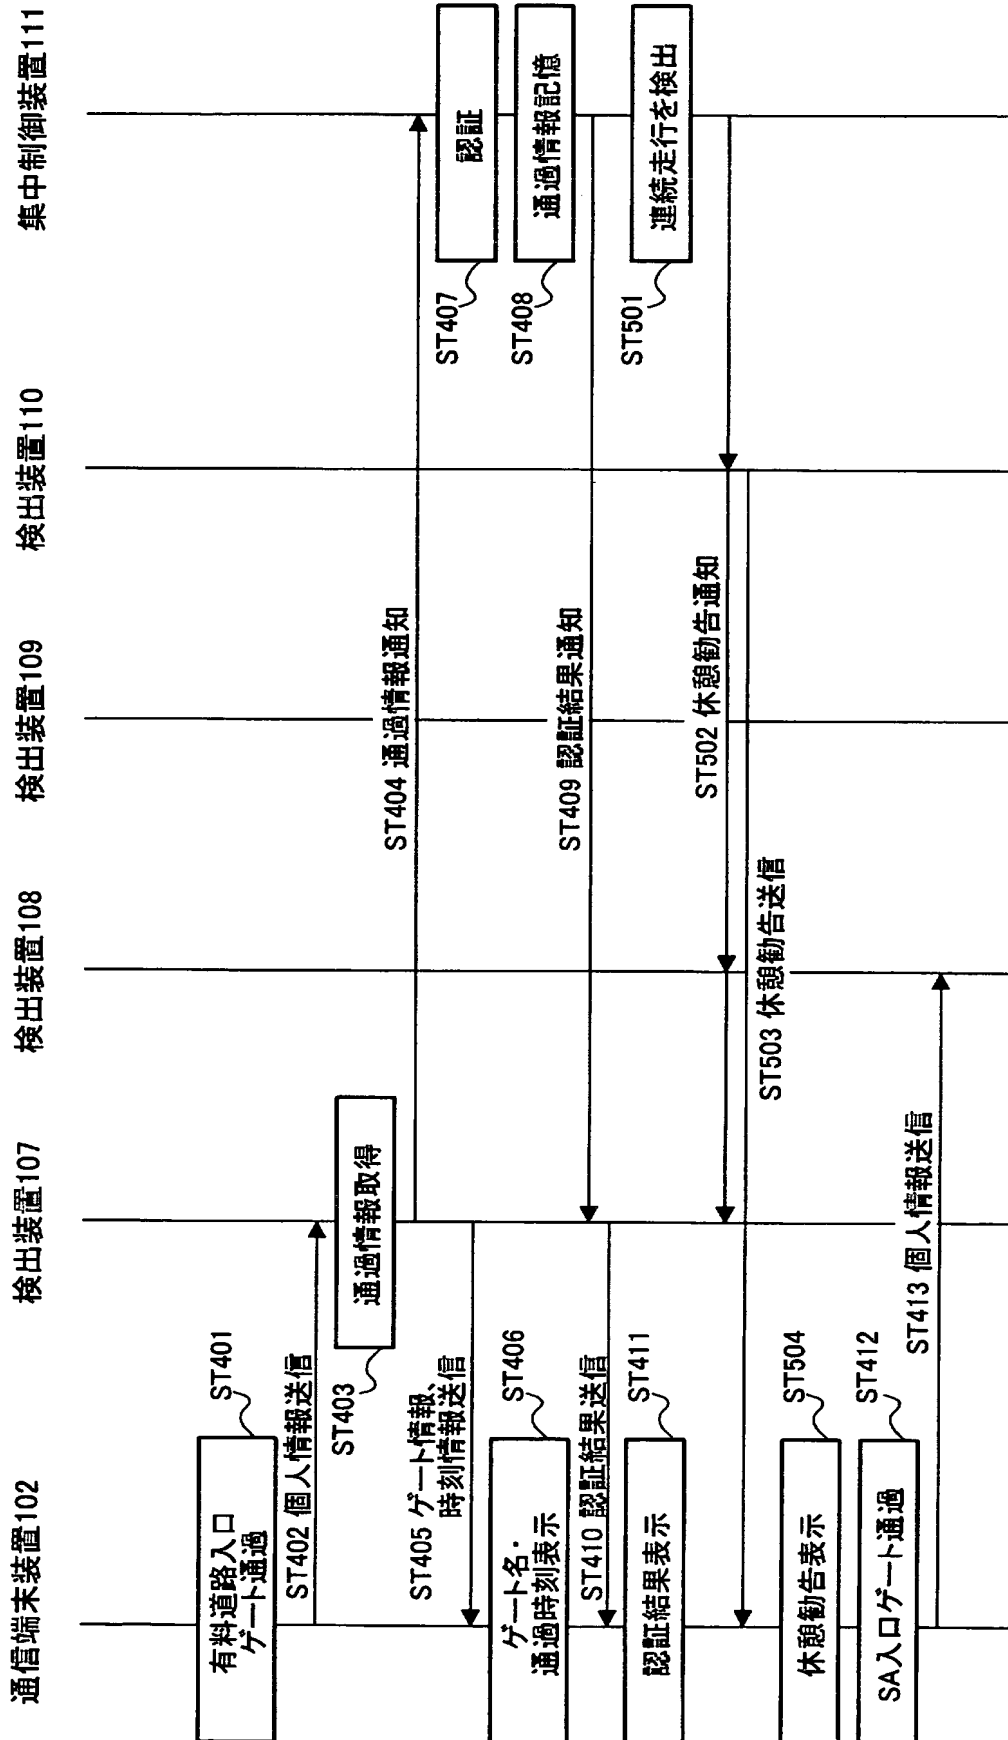 通信端末装置102
検出装置107
検出装置108
検出装置109
検出装置110
集中制御装置111
有料道路入口
ゲート通過
ST401
ST402 個人情報送信
通過情報取得
ST403
ST404 通過情報通知
ST405 ゲート情報、
時刻情報送信
ゲート名・
通過時刻表示
ST406
認証
ST407
通過情報記憶
ST408
ST409 認証結果通知
ST410 認証結果送信
認証結果表示
ST411
連続走行を検出
ST501
ST502 休憩勧告通知
ST503 休憩勧告送信
休憩勧告表示
ST504
SA入口ゲート通過
ST412
ST413 個人情報送信